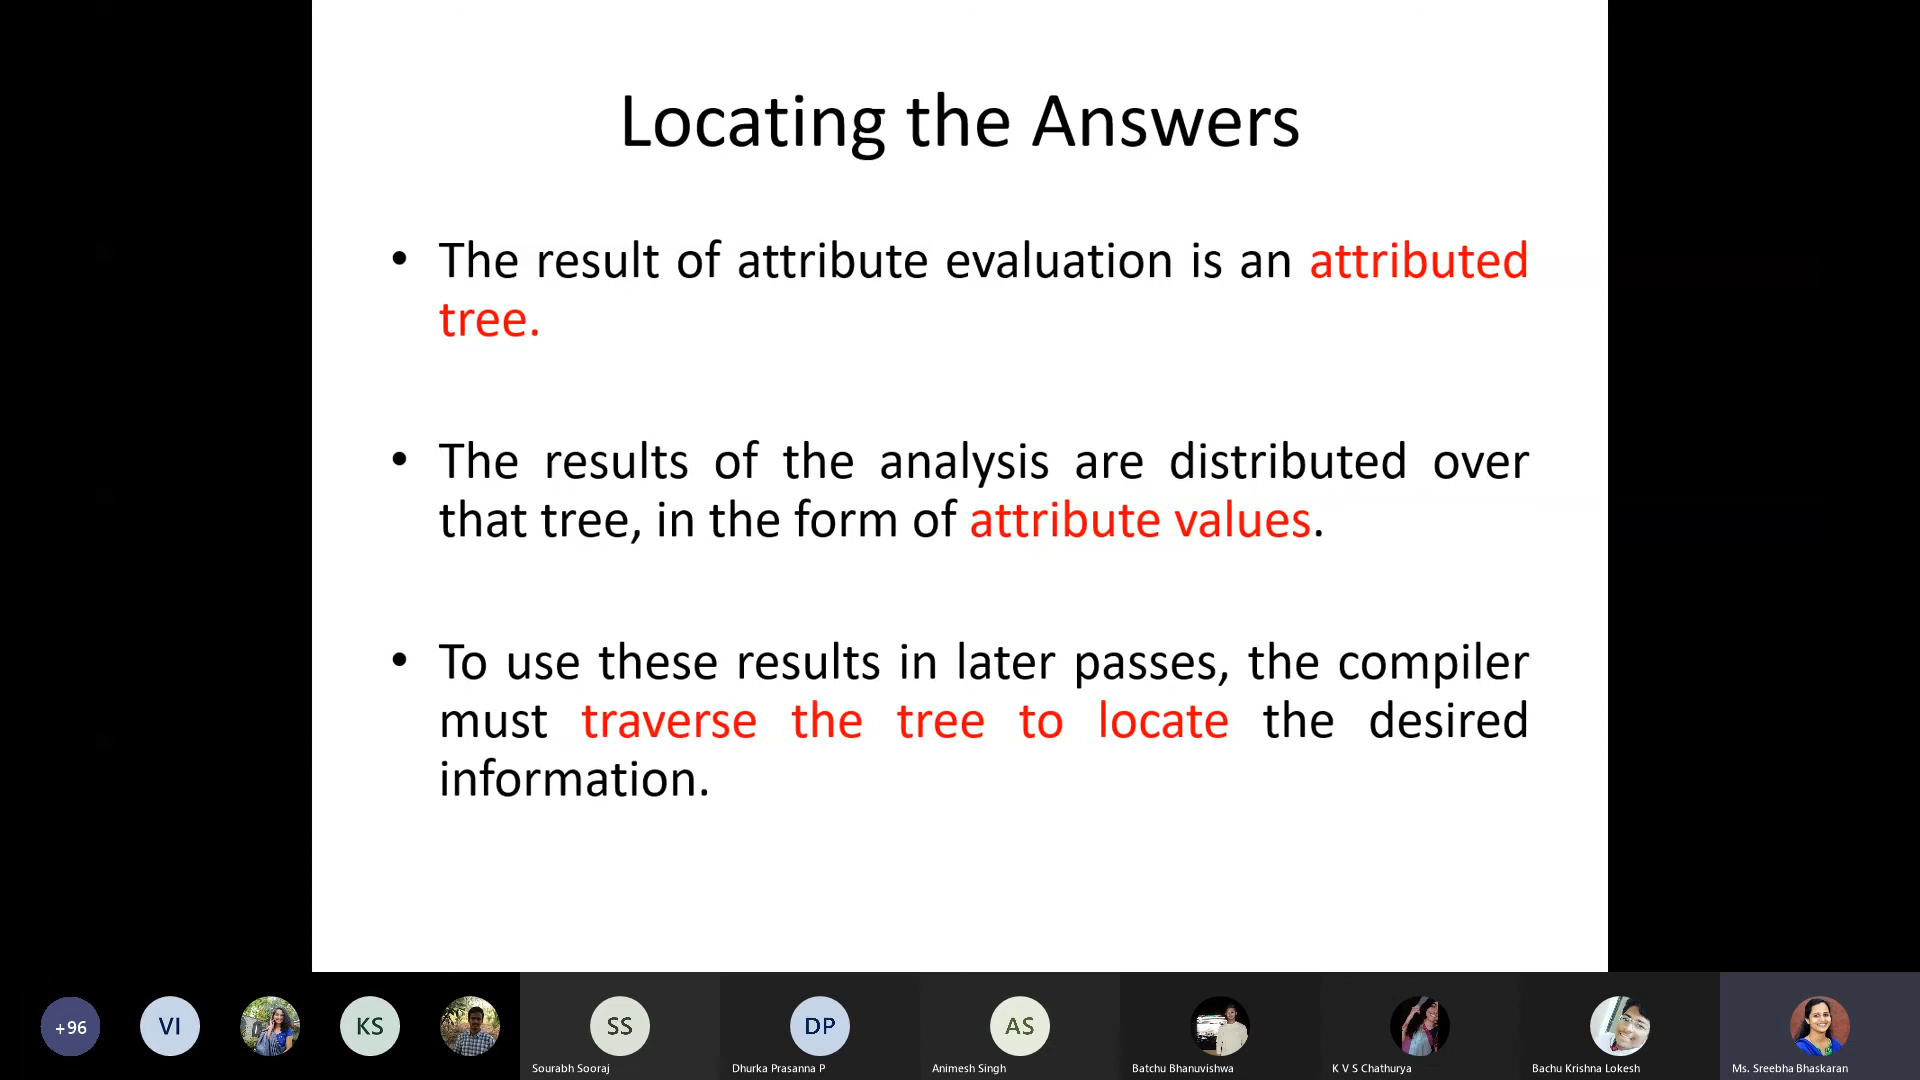 Locating the Answers
• The result of attribute evaluation is an attributed
tree.
• The results of the analysis are distributed over
that tree, in the form of attribute values.
• To use these results in later passes, the compiler
must traverse the tree to locate the desired
information.
+96
VI
KS
SS
DP
AS
Sourabh Sooraj
Dhurka Prasanna P
Animesh Singh
Batchu Bhanuvishwa
K V S Chathurya
Bachu Krishna Lokesh
Ms. Sreebha Bhaskaran